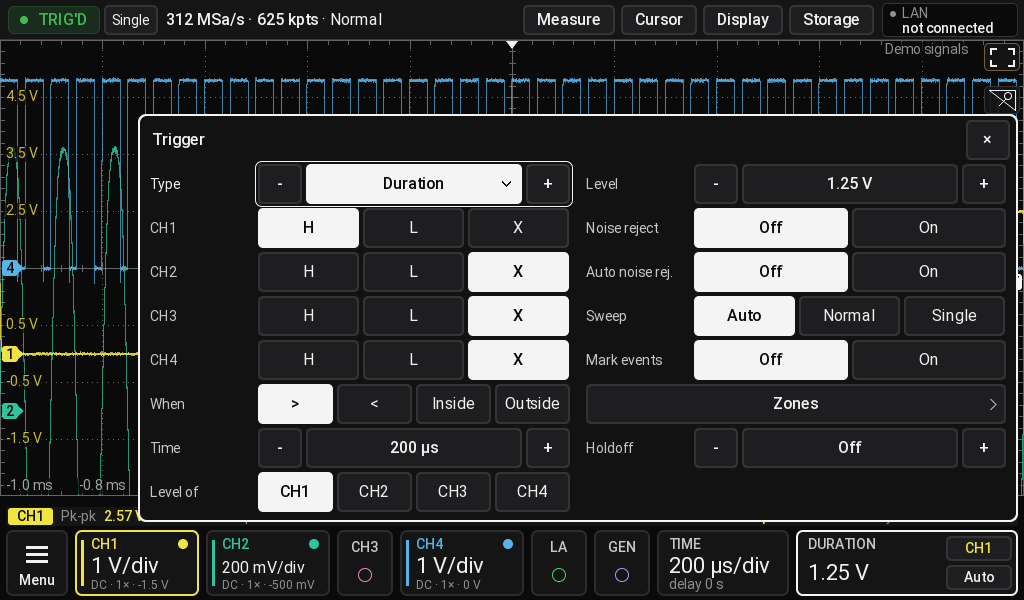 TRIG'D Single 312 MSa/s · 625 kpts · Normal Measure Cursor Display Storage LAN not connected
Demo signals
4.5 V
3.5 V
2.5 V
4
0.5 V
1
-0.5 V
2
-1.5 V
-1.0 ms -0.8 ms
Trigger ×
Type - Duration + Level - 1.25 V +
CH1 H L X Noise reject Off On
CH2 H L X Auto noise rej. Off On
CH3 H L X Sweep Auto Normal Single
CH4 H L X Mark events Off On
When > < Inside Outside Zones
Time - 200 µs + Holdoff - Off +
Level of CH1 CH2 CH3 CH4
CH1 Pk-pk 2.57
Menu
CH1
1 V/div
DC · 1× · -1.5 V
CH2
200 mV/div
DC · 1× · -500 mV
CH3
CH4
1 V/div
DC · 1× · 0 V
LA
GEN
TIME
200 µs/div
delay 0 s
DURATION CH1
1.25 V Auto